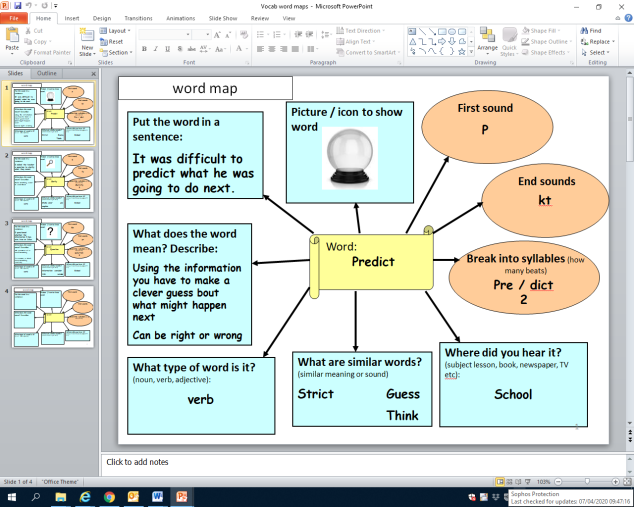 Vocab word maps - Microsoft PowerPoint
File
Home
Insert
Design
Transitions
Animations
Slide Show
Review
View
Paste
Cut
Copy
Format Painter
Clipboard
New
Slide
Layout
Reset
Section
Slides
Font
Paragraph
Text Direction
Align Text
Convert to SmartArt
Arrange
Quick
Styles
Shape Fill
Shape Outline
Shape Effects
Drawing
Find
Replace
Select
Editing
Slides
Outline
1
2
3
4
word map
Put the word in a
sentence:
It was difficult to
predict what he was
going to do next.
Picture / icon to show
word
First sound
P
End sounds
kt
Break into syllables (how
many beats)
Pre / dict
2
Word:
Predict
What does the word
mean? Describe:
Using the information
you have to make a
clever guess bout
what might happen
next
Can be right or wrong
What type of word is it?
(noun, verb, adjective):
verb
What are similar words?
(similar meaning or sound)
Strict Guess
Think
Where did you hear it?
(subject lesson, book, newspaper, TV
etc):
School
Click to add notes
Slide 1 of 4
"Office Theme"
103%
Sophos Protection
Last checked for updates: 07/04/2020 09:47:16